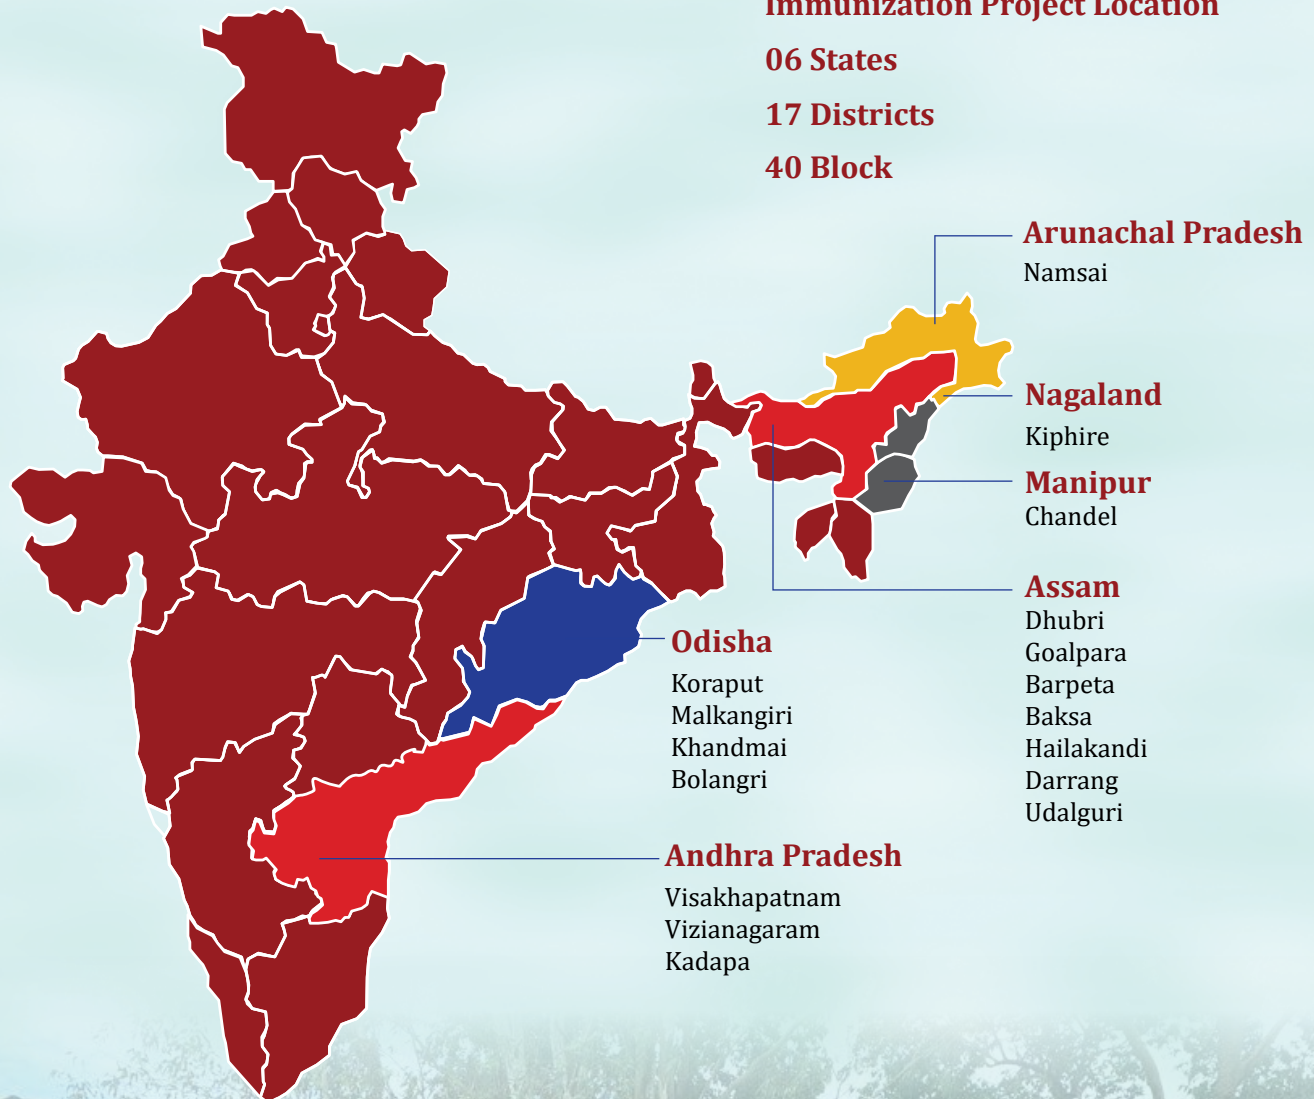 Immunization Project Location
06 States
17 Districts
40 Block
Arunachal Pradesh
Namsai
Nagaland
Kiphire
Manipur
Chandel
Assam
Dhubri
Goalpara
Barpeta
Baksa
Hailakandi
Darrang
Udalguri
Odisha
Koraput
Malkangiri
Khandmai
Bolangri
Andhra Pradesh
Visakhapatnam
Vizianagaram
Kadapa